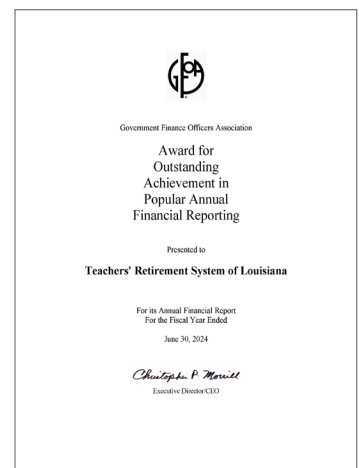 GFOA
Government Finance Officers Association
Award for
Outstanding
Achievement in
Popular Annual
Financial Reporting
Presented to
Teachers' Retirement System of Louisiana
For its Annual Financial Report
For the Fiscal Year Ended
June 30, 2024
Christopher P. Morrill
Executive Director/CEO